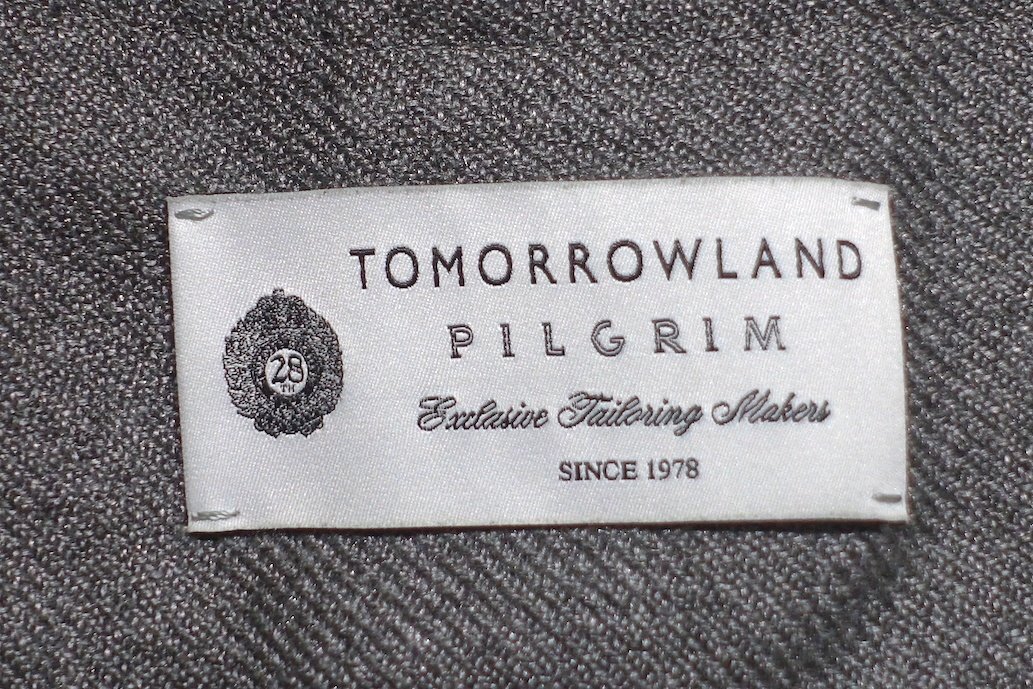 TOMORROWLAND
PILGRIM
28
TH
Exclusive Tailoring Makers
SINCE 1978